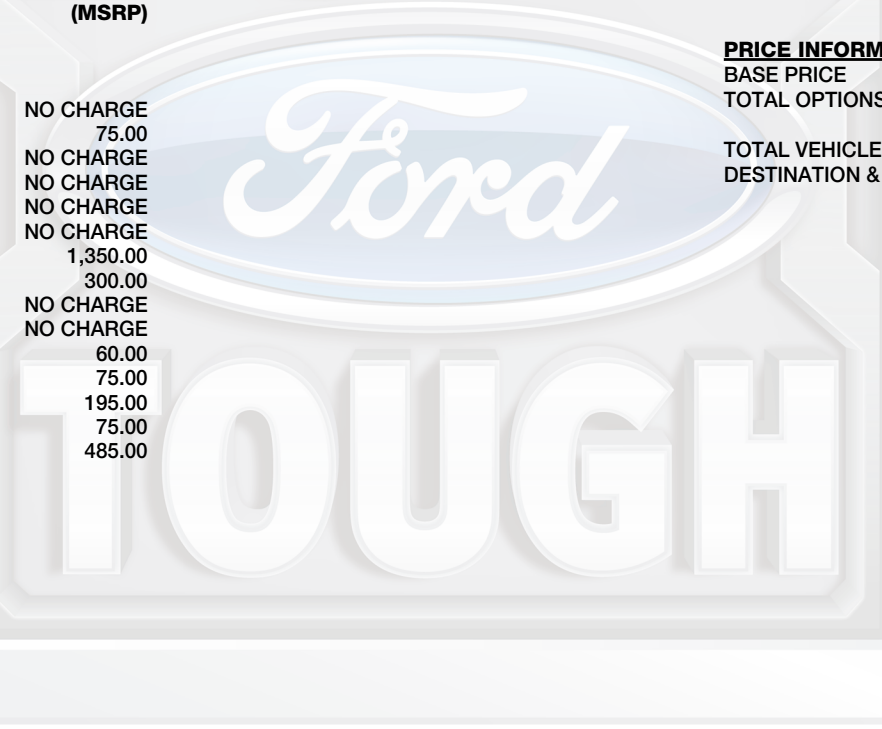 (MSRP)
NO CHARGE
75.00
NO CHARGE
NO CHARGE
NO CHARGE
NO CHARGE
1,350.00
300.00
NO CHARGE
NO CHARGE
60.00
75.00
195.00
75.00
485.00
PRICE INFORM
BASE PRICE
TOTAL OPTIONS
TOTAL VEHICLE
DESTINATION &
Ford
TOUGH